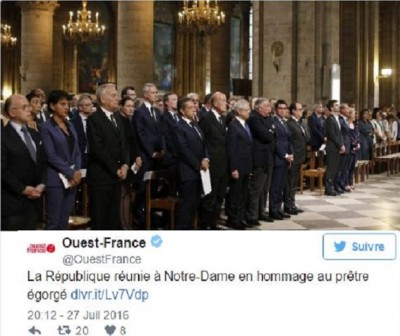 Ouest-France
@OuestFrance
Suivre
La République réunie à Notre-Dame en hommage au prêtre
égorgé dlvr.it/Lv7Vdp
20:12 - 27 Juil 2016
20 8